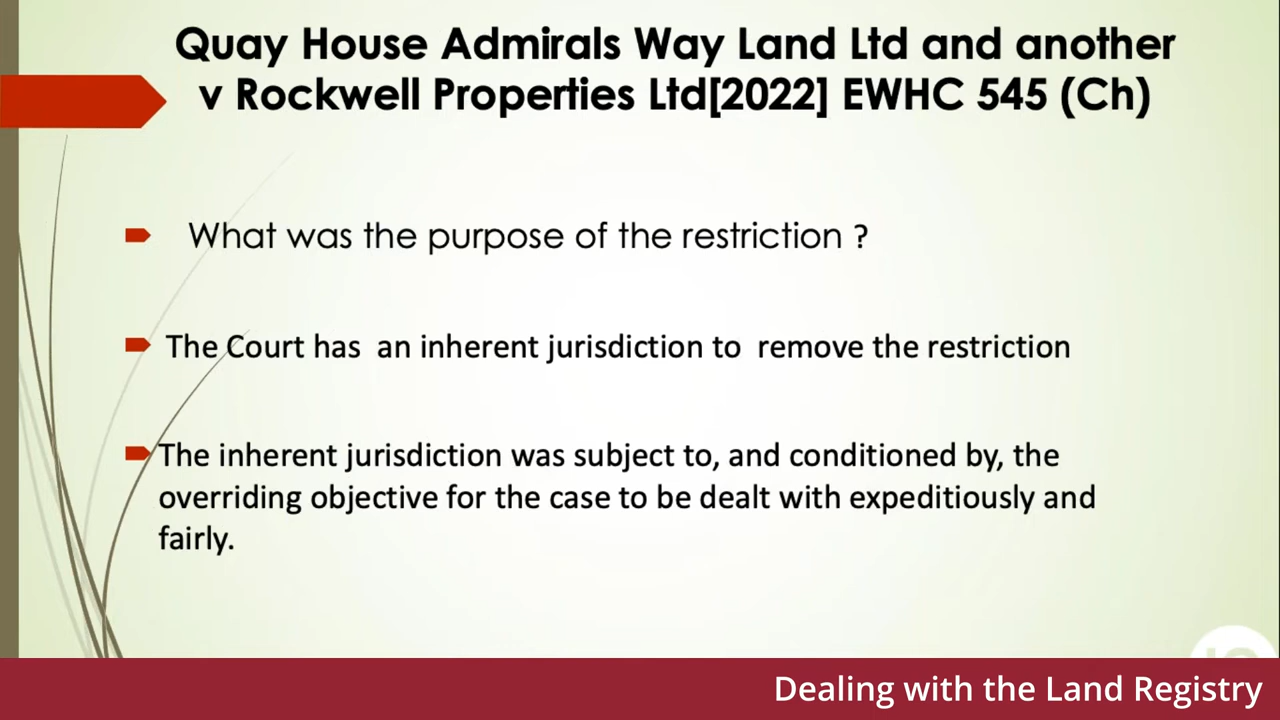 Quay House Admirals Way Land Ltd and another
v Rockwell Properties Ltd[2022] EWHC 545 (Ch)
What was the purpose of the restriction ?
The Court has an inherent jurisdiction to remove the restriction
The inherent jurisdiction was subject to, and conditioned by, the
overriding objective for the case to be dealt with expeditiously and
fairly.
Dealing with the Land Registry